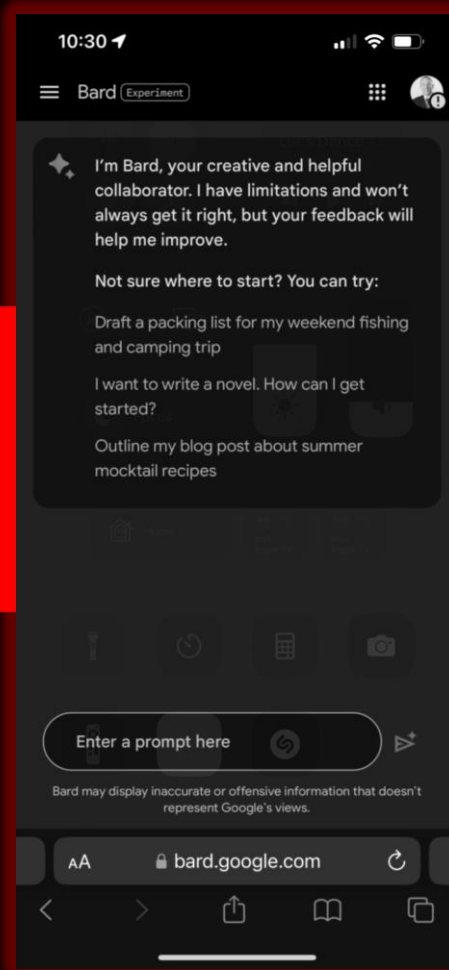 10:30
Bard Experiment
I'm Bard, your creative and helpful
collaborator. I have limitations and won't
always get it right, but your feedback will
help me improve.
Not sure where to start? You can try:
Draft a packing list for my weekend fishing
and camping trip
I want to write a novel. How can I get
started?
Outline my blog post about summer
mocktail recipes
Enter a prompt here
Bard may display inaccurate or offensive information that doesn't
represent Google's views.
AA bard.google.com